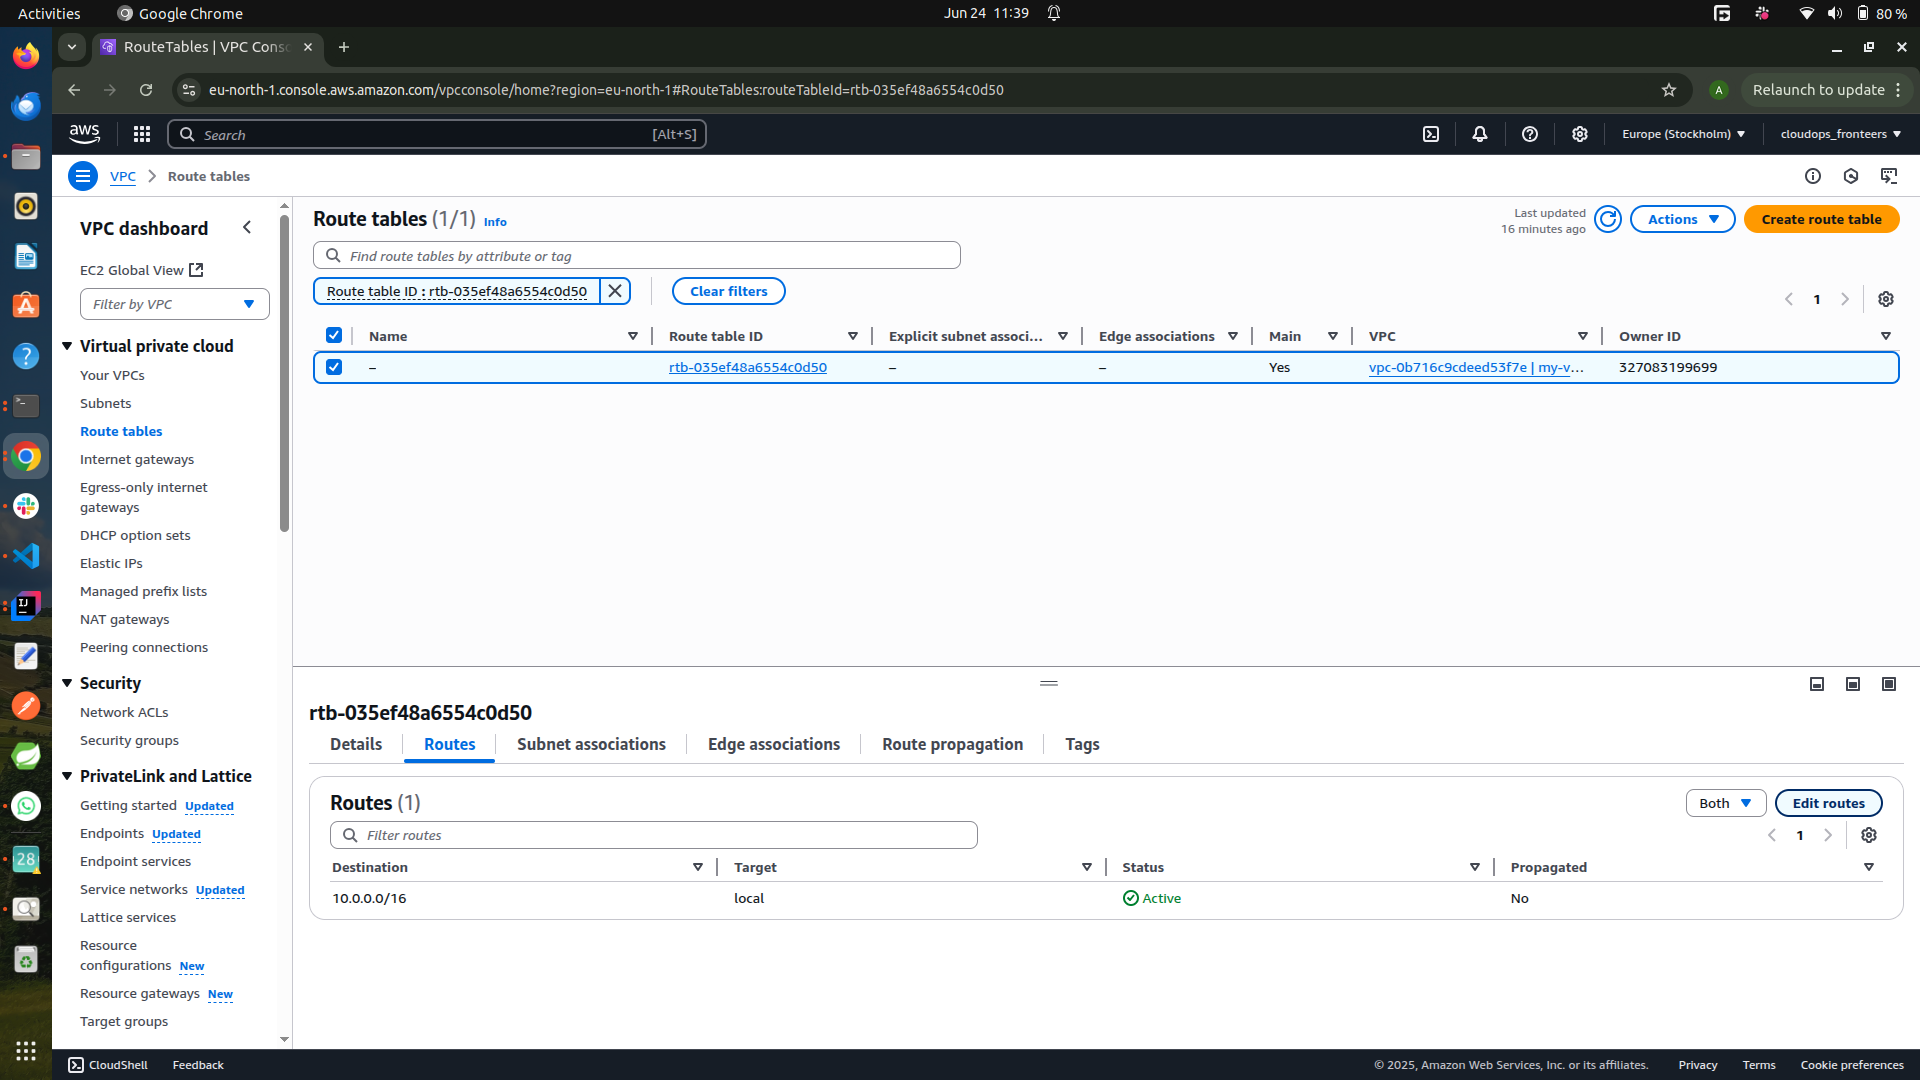 Activities
Google Chrome
Jun 24 11:39
80 %
RouteTables | VPC Conso
eu-north-1.console.aws.amazon.com/vpcconsole/home?region=eu-north-1#RouteTables:routeTableId=rtb-035ef48a6554c0d50
A
Relaunch to update
aws
Search
[Alt+S]
Europe (Stockholm)
cloudops_fronteers
VPC
Route tables
VPC dashboard
EC2 Global View
Filter by VPC
Virtual private cloud
Your VPCs
Subnets
Route tables
Internet gateways
Egress-only internet
gateways
DHCP option sets
Elastic IPs
Managed prefix lists
NAT gateways
Peering connections
Security
Network ACLs
Security groups
PrivateLink and Lattice
Getting started Updated
Endpoints Updated
Endpoint services
Service networks Updated
Lattice services
Resource
configurations New
Resource gateways New
Target groups
Route tables (1/1) Info
Last updated
16 minutes ago
Actions
Create route table
Find route tables by attribute or tag
Route table ID : rtb-035ef48a6554c0d50
Clear filters
1
Name Route table ID Explicit subnet associ... Edge associations Main VPC Owner ID
– rtb-035ef48a6554c0d50 – – Yes vpc-0b716c9cdeed53f7e | my-v... 327083199699
rtb-035ef48a6554c0d50
Details Routes Subnet associations Edge associations Route propagation Tags
Routes (1)
Both
Edit routes
Filter routes
1
Destination Target Status Propagated
10.0.0.0/16 local Active No
IJ
28
CloudShell
Feedback
© 2025, Amazon Web Services, Inc. or its affiliates.
Privacy
Terms
Cookie preferences